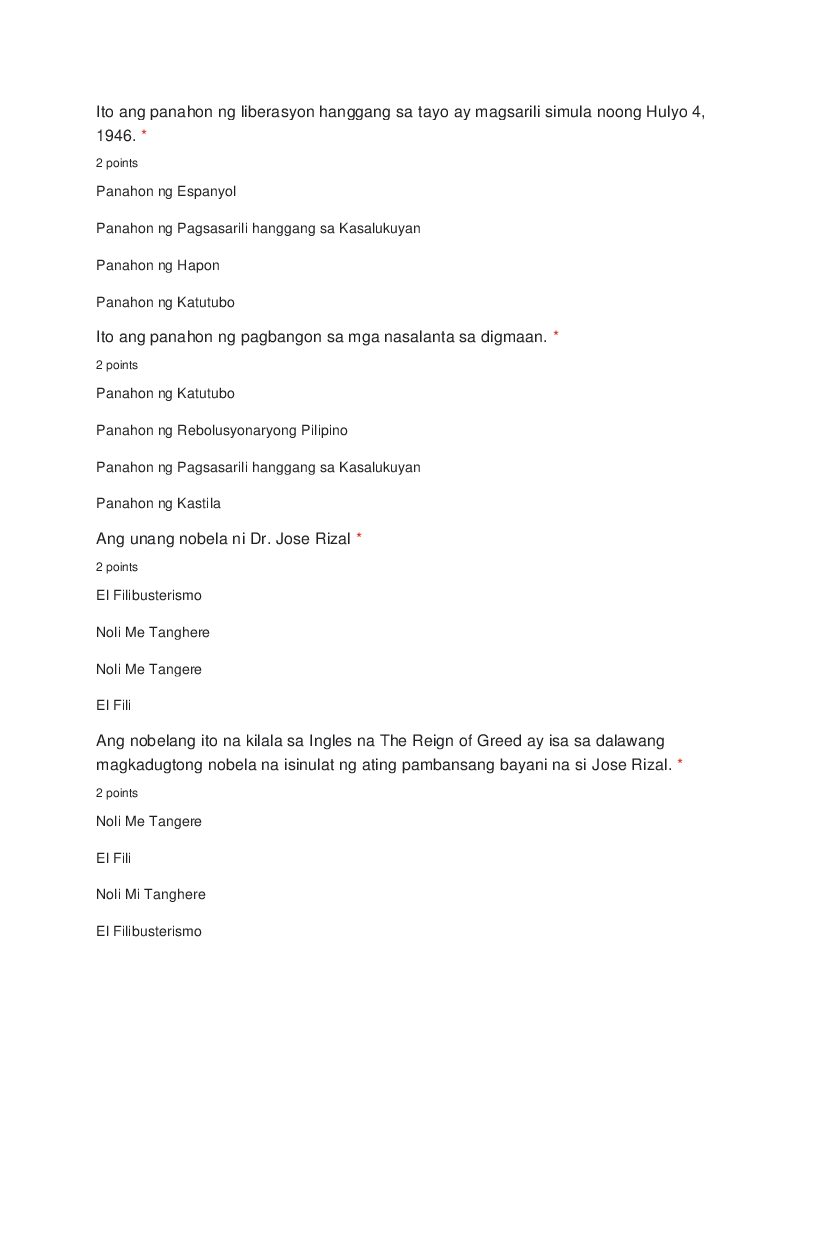 Ito ang panahon ng liberasyon hanggang sa tayo ay magsarili simula noong Hulyo 4,
1946. *
2 points
Panahon ng Espanyol
Panahon ng Pagsasarili hanggang sa Kasalukuyan
Panahon ng Hapon
Panahon ng Katutubo
Ito ang panahon ng pagbangon sa mga nasalanta sa digmaan. *
2 points
Panahon ng Katutubo
Panahon ng Rebolusyonaryong Pilipino
Panahon ng Pagsasarili hanggang sa Kasalukuyan
Panahon ng Kastila
Ang unang nobela ni Dr. Jose Rizal *
2 points
El Filibusterismo
Noli Me Tanghere
Noli Me Tangere
El Fili
Ang nobelang ito na kilala sa Ingles na The Reign of Greed ay isa sa dalawang
magkadugtong nobela na isinulat ng ating pambansang bayani na si Jose Rizal. *
2 points
Noli Me Tangere
El Fili
Noli Mi Tanghere
El Filibusterismo